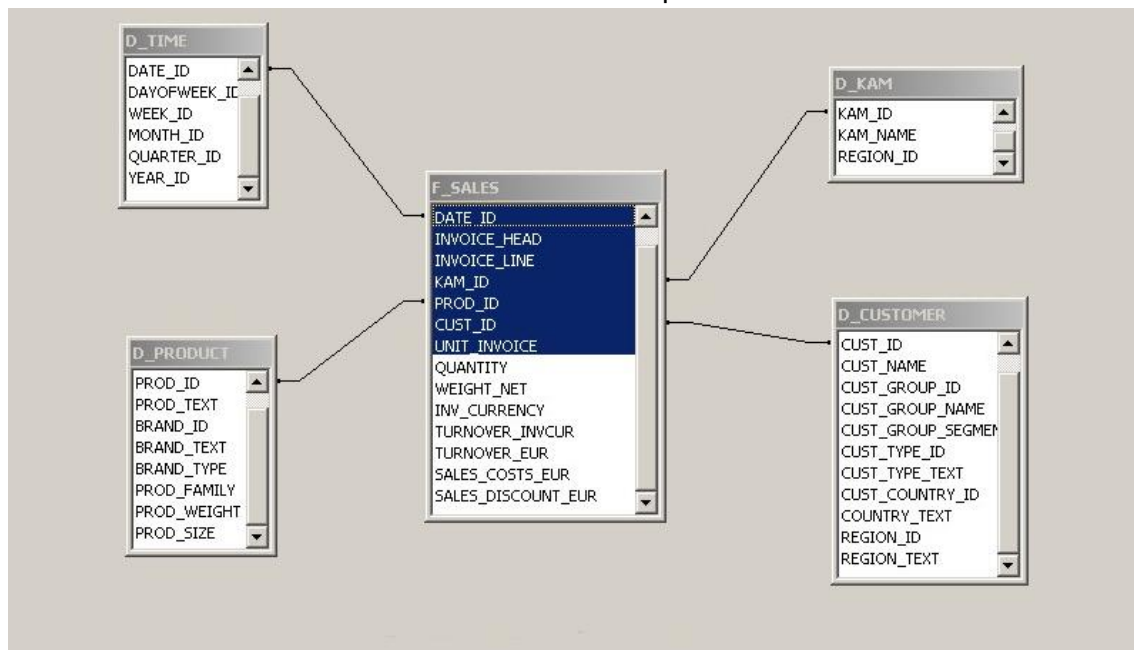 D_TIME
DATE_ID
DAYOFWEEK_ID
WEEK_ID
MONTH_ID
QUARTER_ID
YEAR_ID
D_KAM
KAM_ID
KAM_NAME
REGION_ID
F_SALES
DATE_ID
INVOICE_HEAD
INVOICE_LINE
KAM_ID
PROD_ID
CUST_ID
UNIT_INVOICE
QUANTITY
WEIGHT_NET
INV_CURRENCY
TURNOVER_INVCUR
TURNOVER_EUR
SALES_COSTS_EUR
SALES_DISCOUNT_EUR
D_PRODUCT
PROD_ID
PROD_TEXT
BRAND_ID
BRAND_TEXT
BRAND_TYPE
PROD_FAMILY
PROD_WEIGHT
PROD_SIZE
D_CUSTOMER
CUST_ID
CUST_NAME
CUST_GROUP_ID
CUST_GROUP_NAME
CUST_GROUP_SEGMEN
CUST_TYPE_ID
CUST_TYPE_TEXT
CUST_COUNTRY_ID
COUNTRY_TEXT
REGION_ID
REGION_TEXT